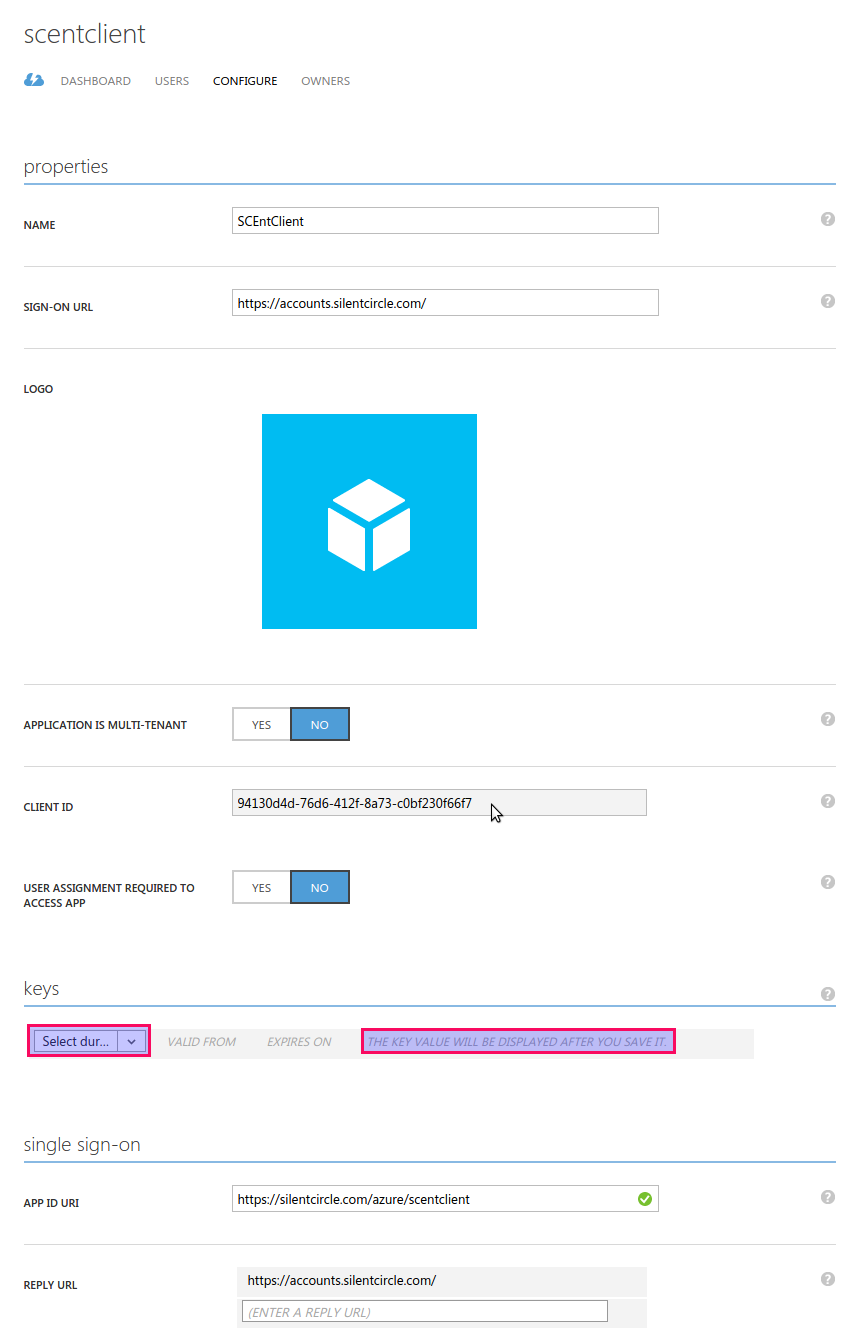 scentclient
DASHBOARD USERS CONFIGURE OWNERS
properties
NAME SCEntClient ?
SIGN-ON URL https://accounts.silentcircle.com/ ?
LOGO
APPLICATION IS MULTI-TENANT YES NO ?
CLIENT ID 94130d4d-76d6-412f-8a73-c0bf230f66f7 ?
USER ASSIGNMENT REQUIRED TO YES NO ?
ACCESS APP
keys ?
Select dur... VALID FROM EXPIRES ON THE KEY VALUE WILL BE DISPLAYED AFTER YOU SAVE IT.
single sign-on
APP ID URI https://silentcircle.com/azure/scentclient ?
REPLY URL https://accounts.silentcircle.com/ ?
(ENTER A REPLY URL)